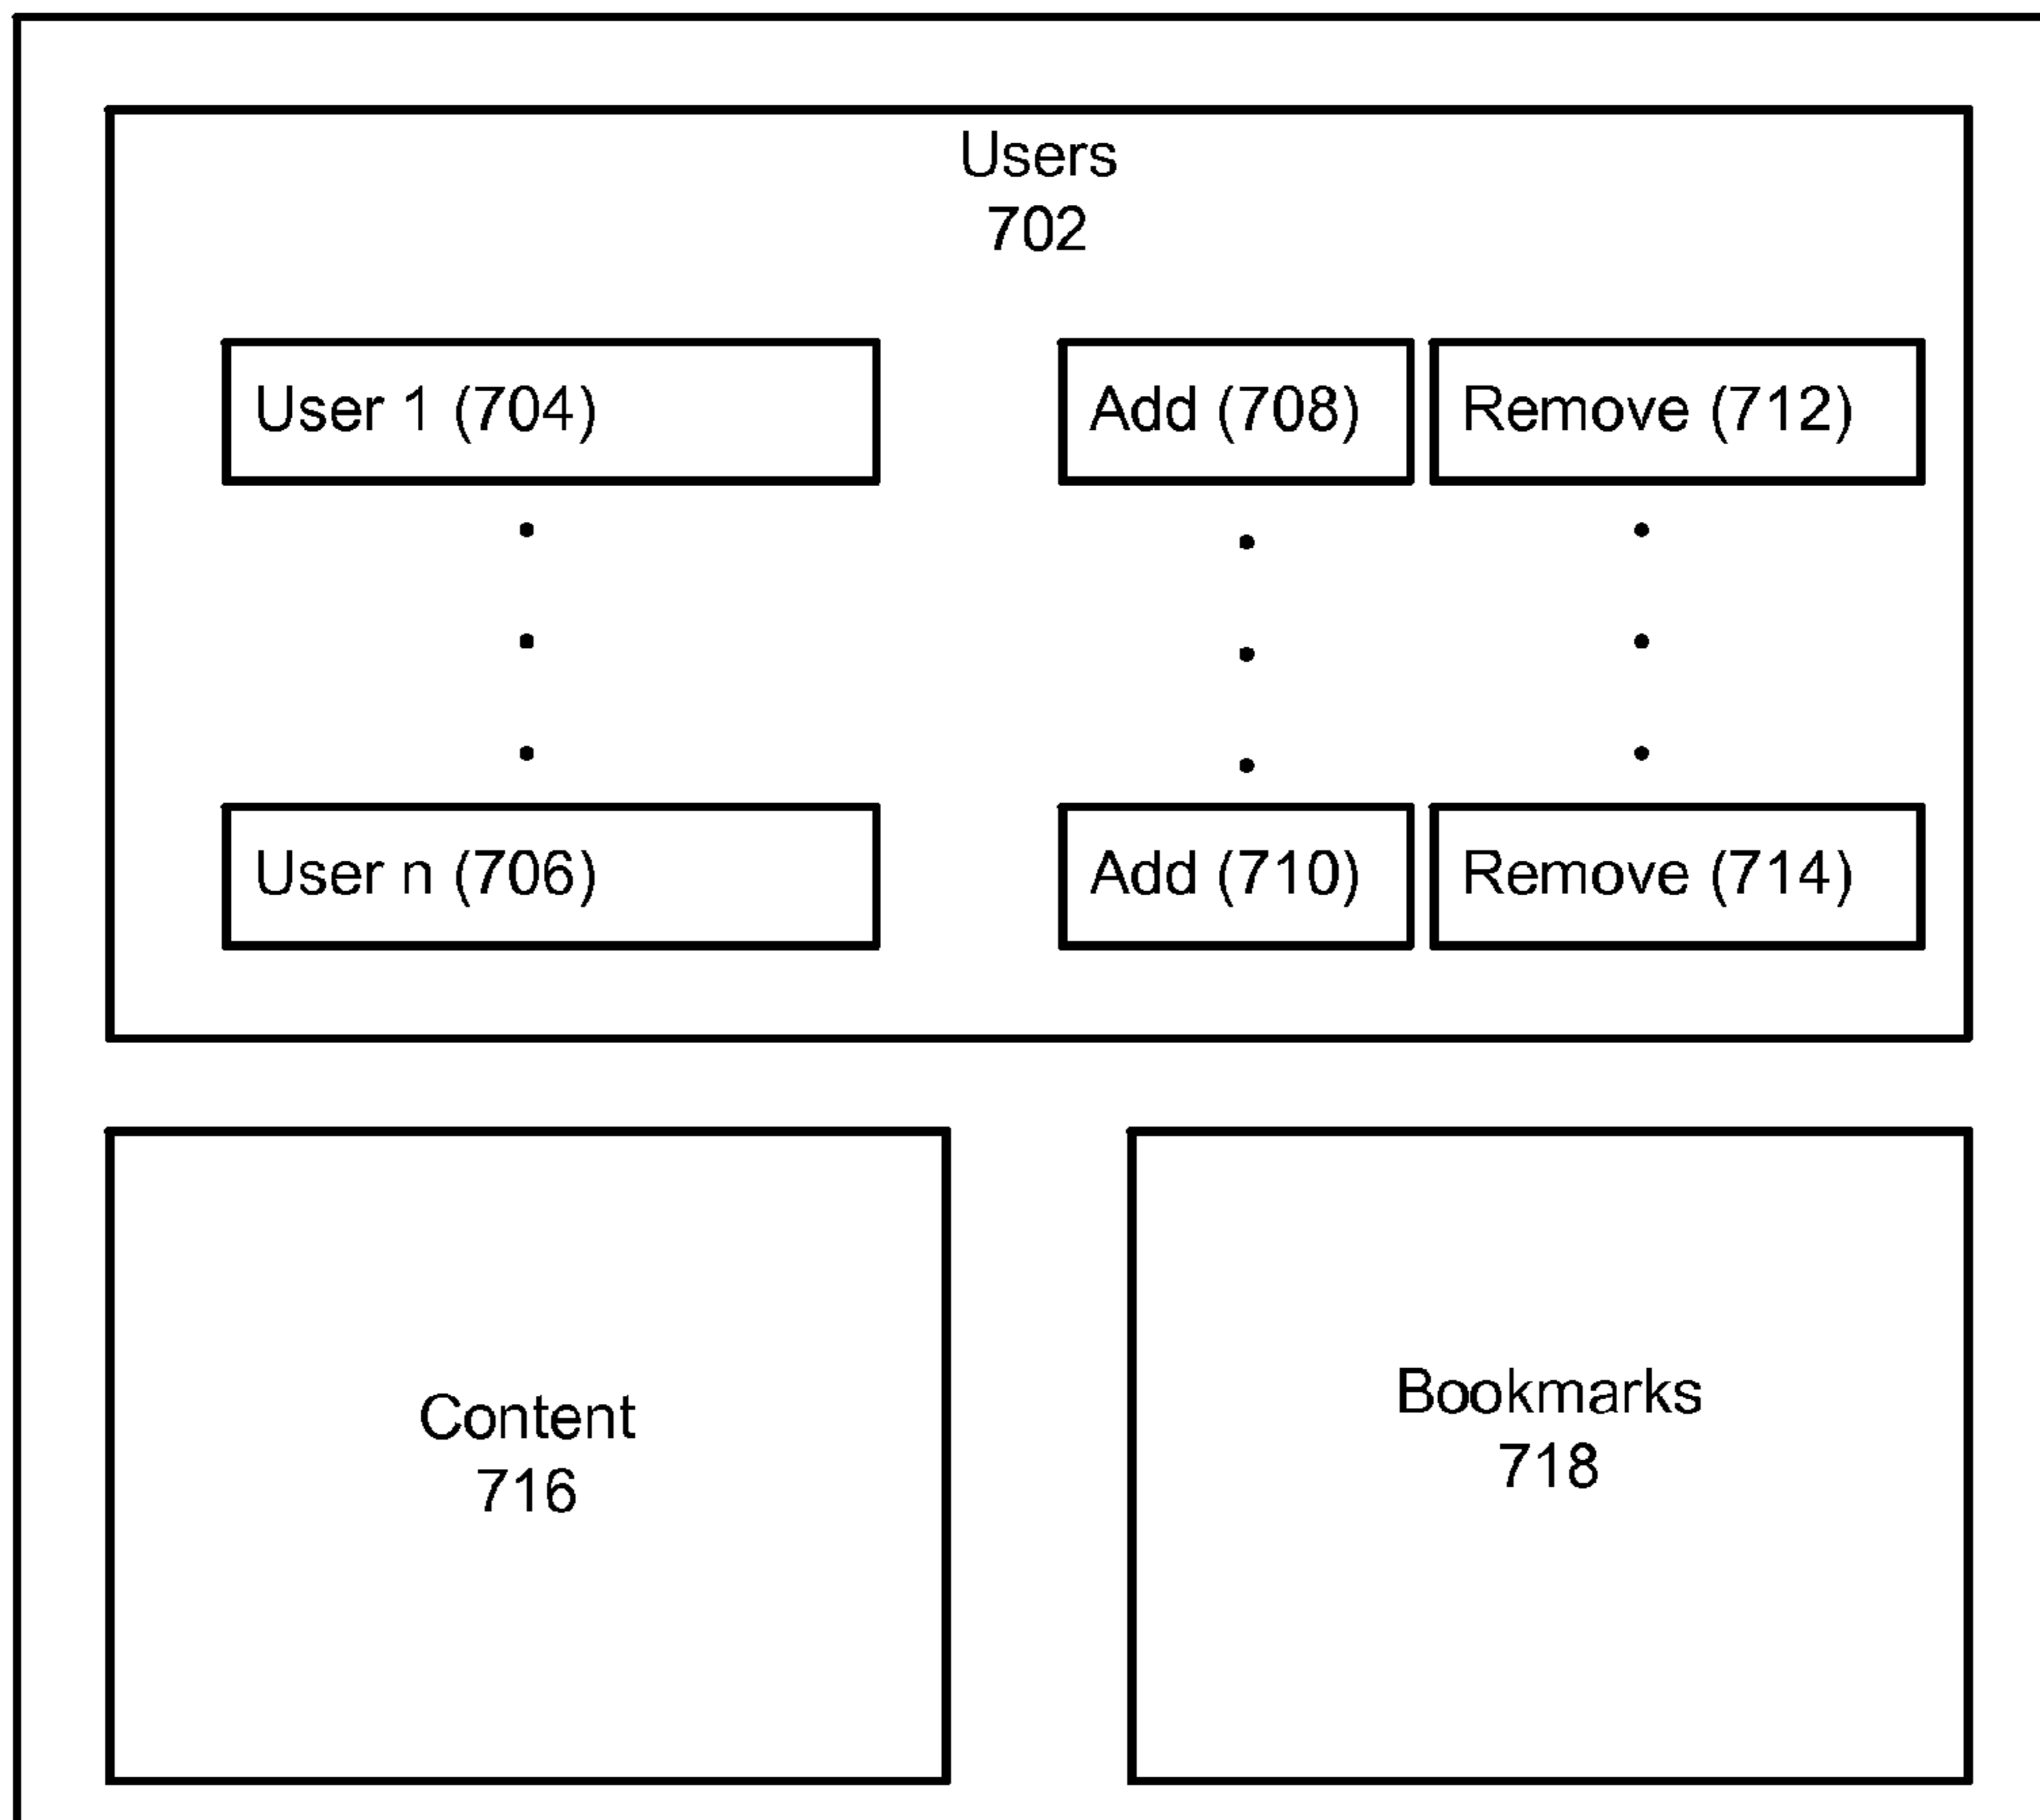 Users
702
User 1 (704)
Add (708)
Remove (712)
User n (706)
Add (710)
Remove (714)
Content
716
Bookmarks
718